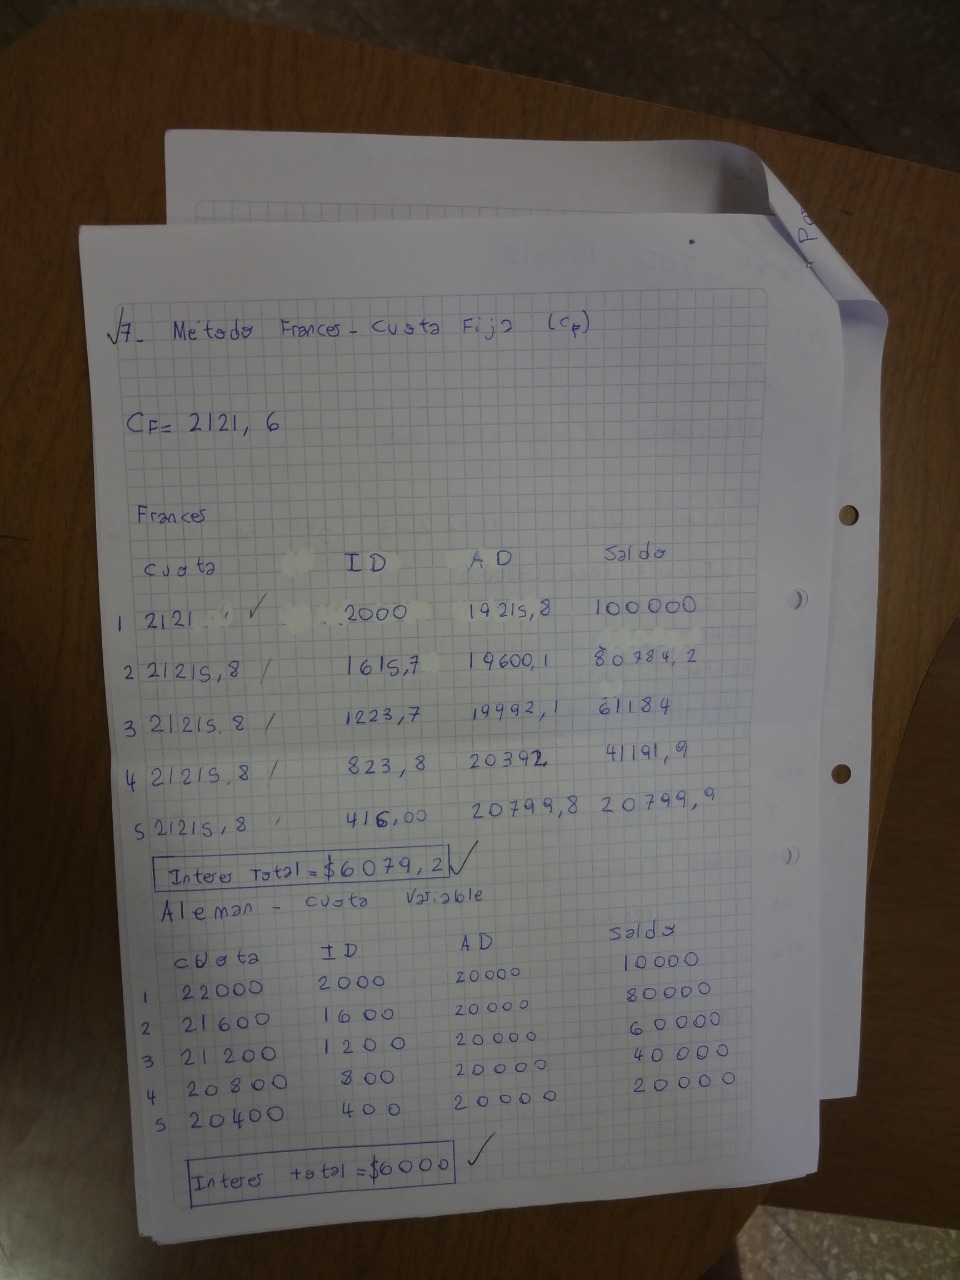 √7- Método Frances - Cuota Fija (CF)
CF= 2121, 6
Frances
Cuota ID AD Saldo
1 2121 ✓ 2000 19215,8 100000
2 21215,8 / 1615,7 19600,1 80784,2
3 21215,8 / 1223,7 19992,1 61184
4 21215,8 / 823,8 20392 41191,9
5 21215,8 / 416,00 20799,8 20799,9
Interes Total = $6079,2 ✓
Aleman - Cuota Variable
Cuota ID AD Saldo
1 22000 2000 20000 10000
2 21600 1600 20000 80000
3 21200 1200 20000 60000
4 20800 800 20000 40000
5 20400 400 20000 20000
Interes total = $6000 ✓